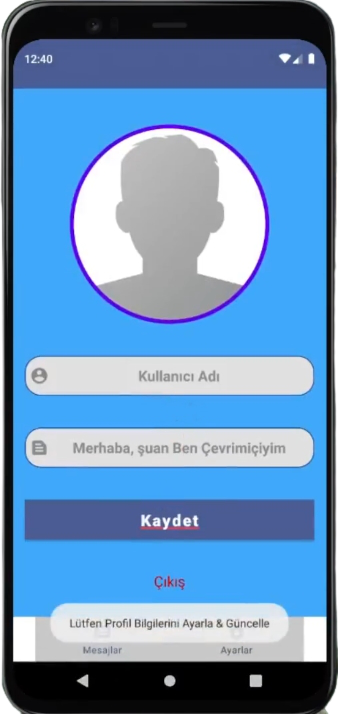 12:40
Kullanıcı Adı
Merhaba, şuan Ben Çevrimiçiyim
Kaydet
Çıkış
Lütfen Profil Bilgilerini Ayarla & Güncelle
Mesajlar
Ayarlar